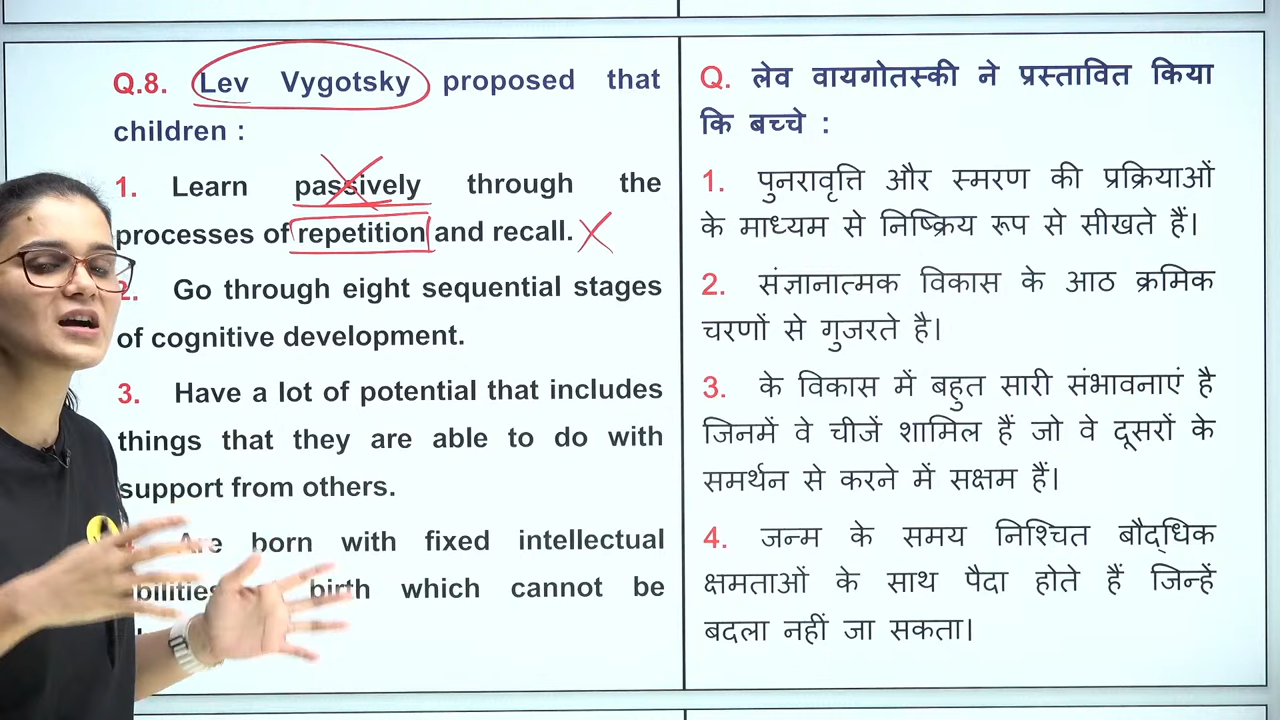 Q.8. Lev Vygotsky proposed that
children :
1. Learn passively through the
processes of repetition and recall.
2. Go through eight sequential stages
of cognitive development.
3. Have a lot of potential that includes
things that they are able to do with
support from others.
Are born with fixed intellectual
birth which cannot be
Q. लेव वायगोतस्की ने प्रस्तावित किया
कि बच्चे :
1. पुनरावृत्ति और स्मरण की प्रक्रियाओं
के माध्यम से निष्क्रिय रूप से सीखते हैं।
2. संज्ञानात्मक विकास के आठ क्रमिक
चरणों से गुजरते है।
3. के विकास में बहुत सारी संभावनाएं है
जिनमें वे चीजें शामिल हैं जो वे दूसरों के
समर्थन से करने में सक्षम हैं।
4. जन्म के समय निश्चित बौद्धिक
क्षमताओं के साथ पैदा होते हैं जिन्हें
बदला नहीं जा सकता।